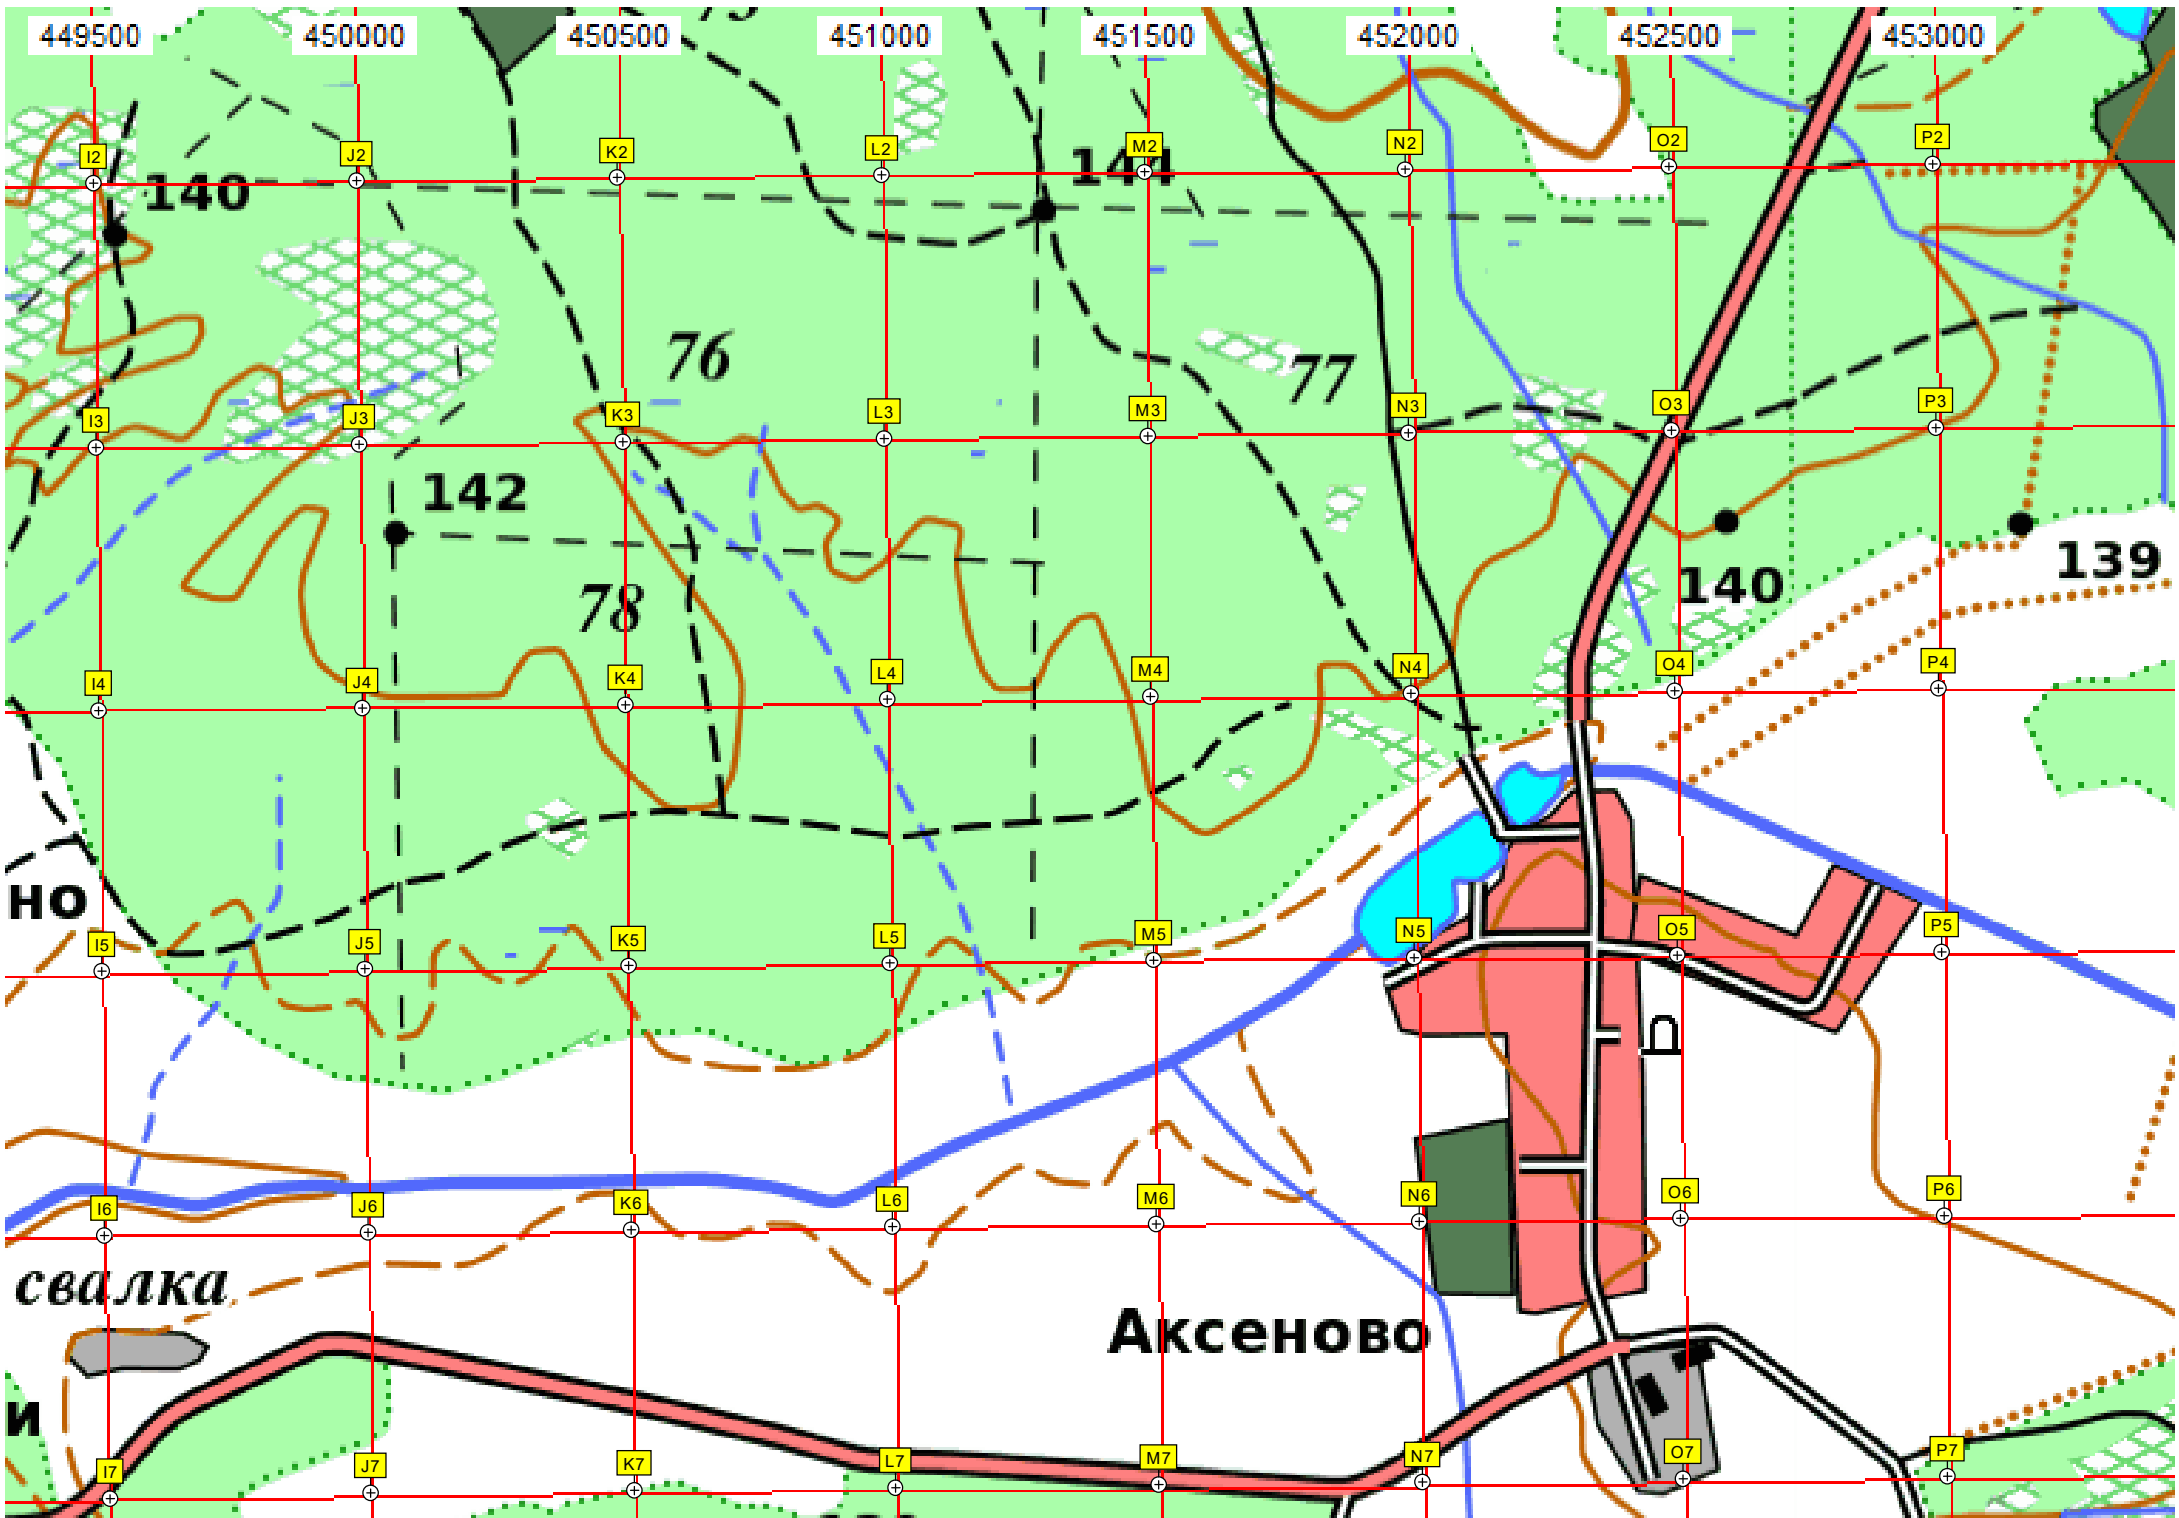 449500 450000 450500 451000 451500 452000 452500 453000
I2 J2 K2 L2 M2 N2 O2 P2
140 144
76 77
I3 J3 K3 L3 M3 N3 O3 P3
142
78 140 139
I4 J4 K4 L4 M4 N4 O4 P4
но
I5 J5 K5 L5 M5 N5 O5 P5
I6 J6 K6 L6 M6 N6 O6 P6
свалка
Аксеново
и
I7 J7 K7 L7 M7 N7 O7 P7